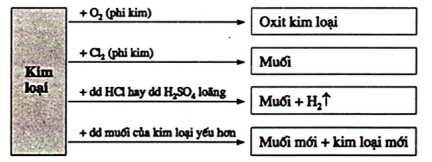 + O₂ (phi kim)
Oxit kim loại
+ Cl₂ (phi kim)
Muối
Kim
loại
+ dd HCl hay dd H₂SO₄ loãng
Muối + H₂↑
+ dd muối của kim loại yếu hơn
Muối mới + kim loại mới